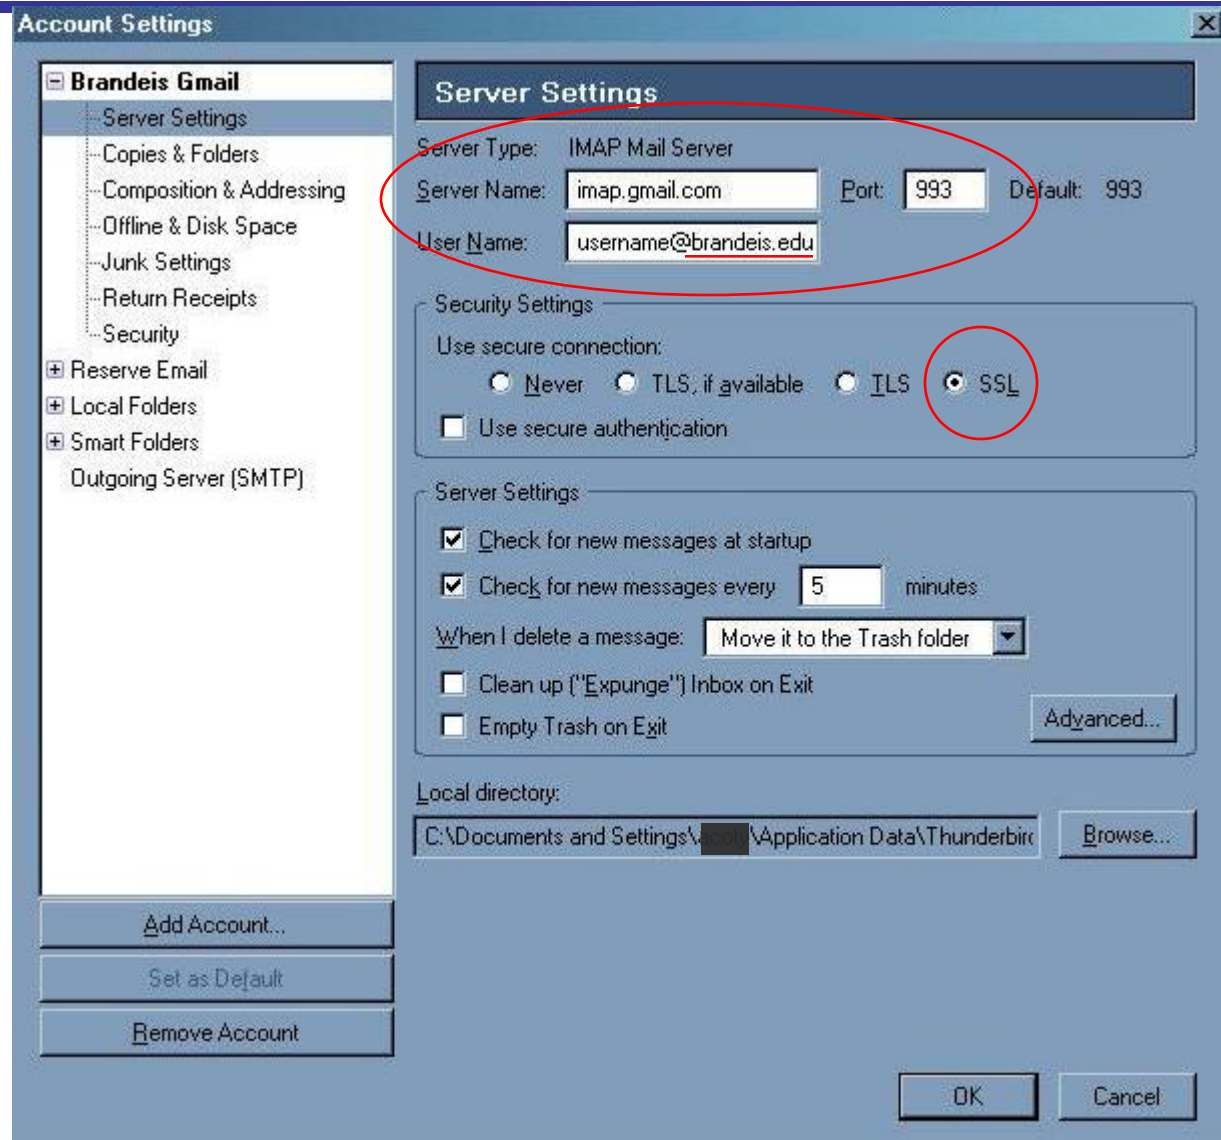 Account Settings
Brandeis Gmail
Server Settings
Copies & Folders
Composition & Addressing
Offline & Disk Space
Junk Settings
Return Receipts
Security
Reserve Email
Local Folders
Smart Folders
Outgoing Server (SMTP)
Add Account...
Set as Default
Remove Account
Server Settings
Server Type: IMAP Mail Server
Server Name: imap.gmail.com Port: 993 Default: 993
User Name: username@brandeis.edu
Security Settings
Use secure connection:
Never TLS, if available TLS SSL
Use secure authentication
Server Settings
Check for new messages at startup
Check for new messages every 5 minutes
When I delete a message: Move it to the Trash folder
Clean up ("Expunge") Inbox on Exit
Empty Trash on Exit
Advanced...
Local directory:
C:\Documents and Settings\ \Application Data\Thunderbirc
Browse...
OK Cancel